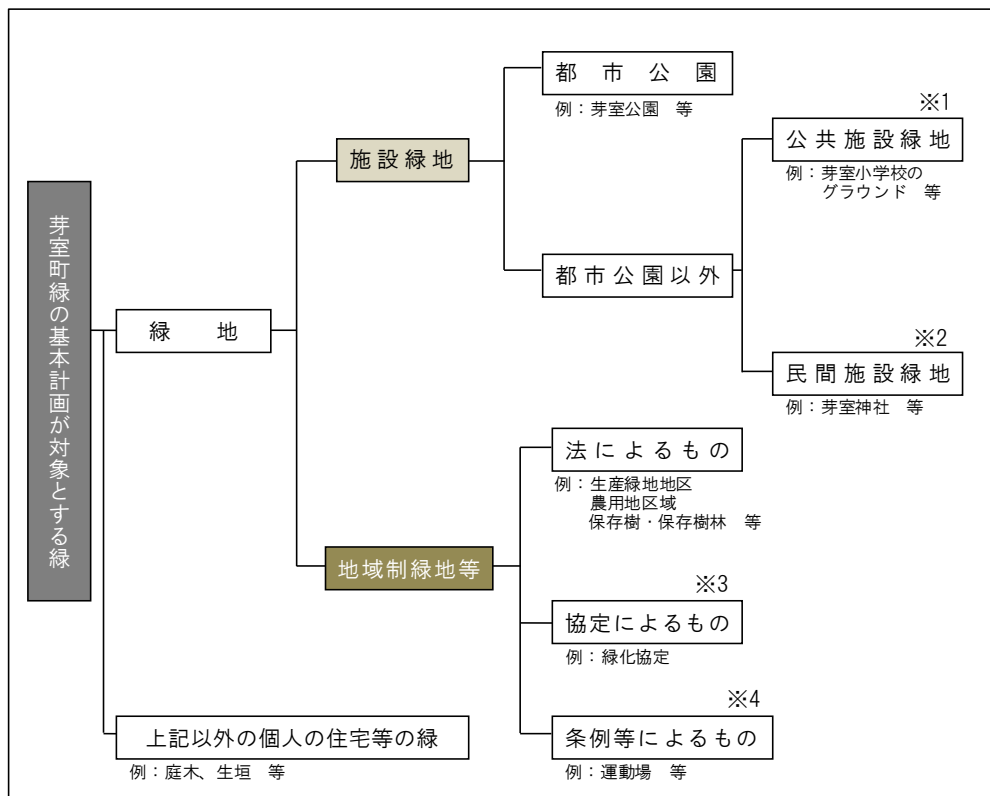 芽室町緑の基本計画が対象とする緑
緑　地
施設緑地
都市公園
例：芽室公園　等
都市公園以外
※1
公共施設緑地
例：芽室小学校の
グラウンド　等
※2
民間施設緑地
例：芽室神社　等
地域制緑地等
法によるもの
例：生産緑地地区
農用地区域
保存樹・保存樹林　等
※3
協定によるもの
例：緑化協定
※4
条例等によるもの
例：運動場　等
上記以外の個人の住宅等の緑
例：庭木、生垣　等